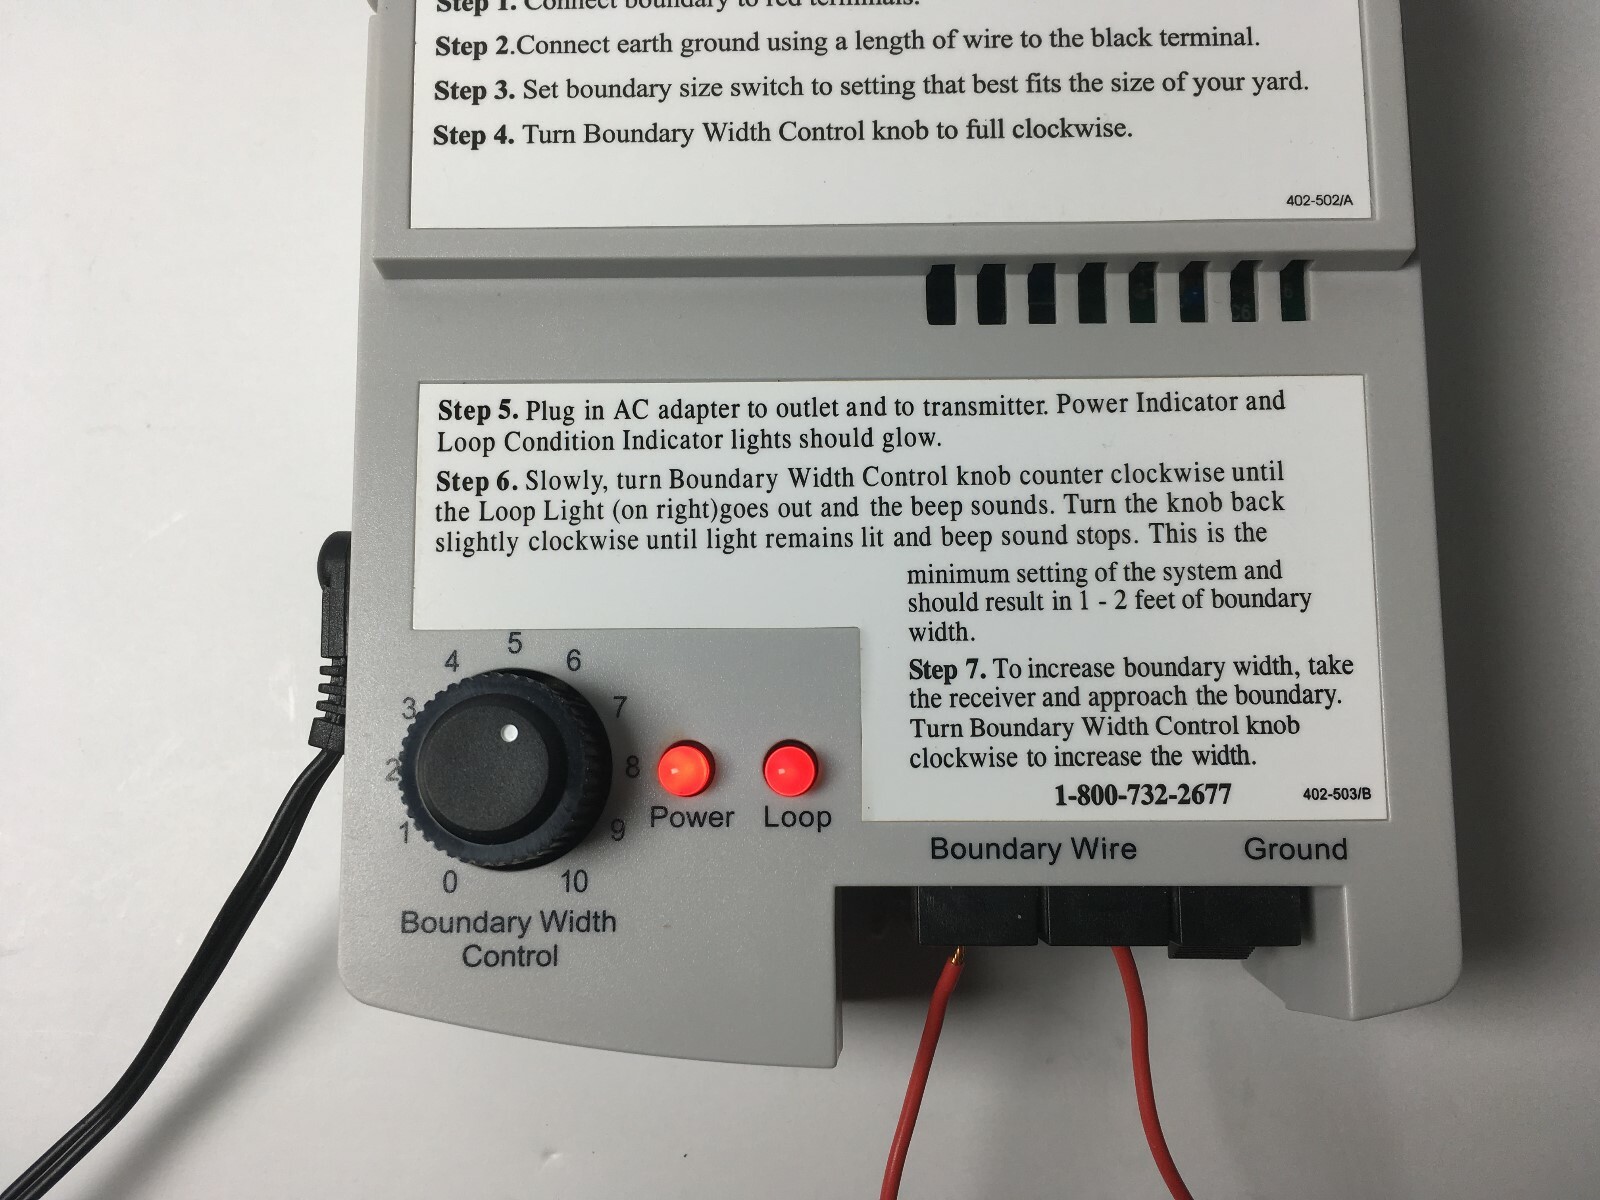 Step 1. Connect boundary to red terminals.
Step 2.Connect earth ground using a length of wire to the black terminal.
Step 3. Set boundary size switch to setting that best fits the size of your yard.
Step 4. Turn Boundary Width Control knob to full clockwise.
402-502/A
Step 5. Plug in AC adapter to outlet and to transmitter. Power Indicator and
Loop Condition Indicator lights should glow.
Step 6. Slowly, turn Boundary Width Control knob counter clockwise until
the Loop Light (on right)goes out and the beep sounds. Turn the knob back
slightly clockwise until light remains lit and beep sound stops. This is the
minimum setting of the system and
should result in 1 - 2 feet of boundary
width.
Step 7. To increase boundary width, take
the receiver and approach the boundary.
Turn Boundary Width Control knob
clockwise to increase the width.
1-800-732-2677
402-503/B
0
1
2
3
4
5
6
7
8
9
10
Boundary Width
Control
Power
Loop
Boundary Wire
Ground